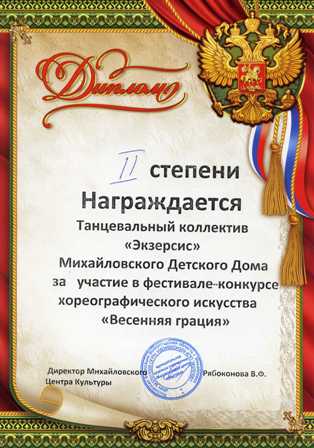 Диплом
II степени
Награждается
Танцевальный коллектив
«Экзерсис»
Михайловского Детского Дома
за участие в фестивале-конкурсе
хореографического искусства
«Весенняя грация»
Директор Михайловского Рябоконова В.Ф.
Центра Культуры